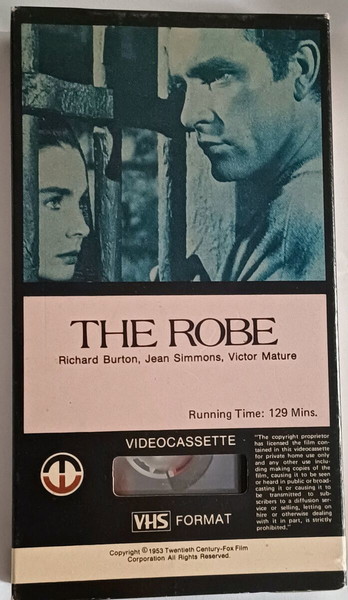 THE ROBE
Richard Burton, Jean Simmons, Victor Mature
Running Time: 129 Mins.
VIDEOCASSETTE
VHS FORMAT
"The copyright proprietor
has licensed the film con-
tained in this videocassette
for private home use only
and any other use inclu-
ding making copies of the
film, causing it to be seen
or heard in public or broad-
casting it or causing it to
be transmitted to sub-
scribers to a diffusion ser-
vice or selling, letting on
hire or otherwise dealing
with it in part, is strictly
prohibited."
Copyright © 1953 Twentieth Century-Fox Film
Corporation All Rights Reserved.